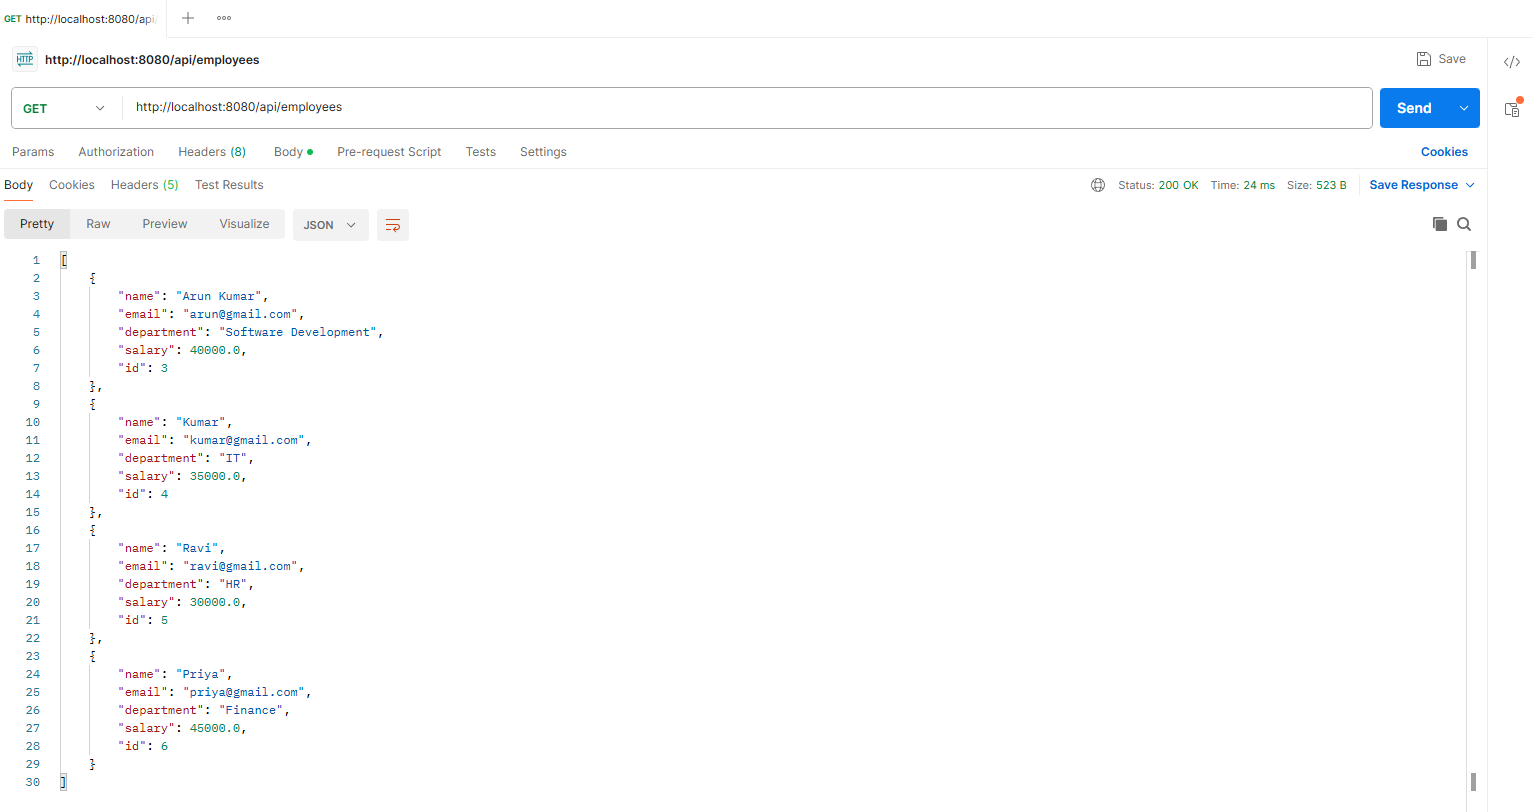 GET http://localhost:8080/api/
HTTP http://localhost:8080/api/employees Save
GET http://localhost:8080/api/employees Send
Params Authorization Headers (8) Body Pre-request Script Tests Settings Cookies
Body Cookies Headers (5) Test Results Status: 200 OK Time: 24 ms Size: 523 B Save Response
Pretty Raw Preview Visualize JSON
1 [
2 {
3 "name": "Arun Kumar",
4 "email": "arun@gmail.com",
5 "department": "Software Development",
6 "salary": 40000.0,
7 "id": 3
8 },
9 {
10 "name": "Kumar",
11 "email": "kumar@gmail.com",
12 "department": "IT",
13 "salary": 35000.0,
14 "id": 4
15 },
16 {
17 "name": "Ravi",
18 "email": "ravi@gmail.com",
19 "department": "HR",
20 "salary": 30000.0,
21 "id": 5
22 },
23 {
24 "name": "Priya",
25 "email": "priya@gmail.com",
26 "department": "Finance",
27 "salary": 45000.0,
28 "id": 6
29 }
30 ]